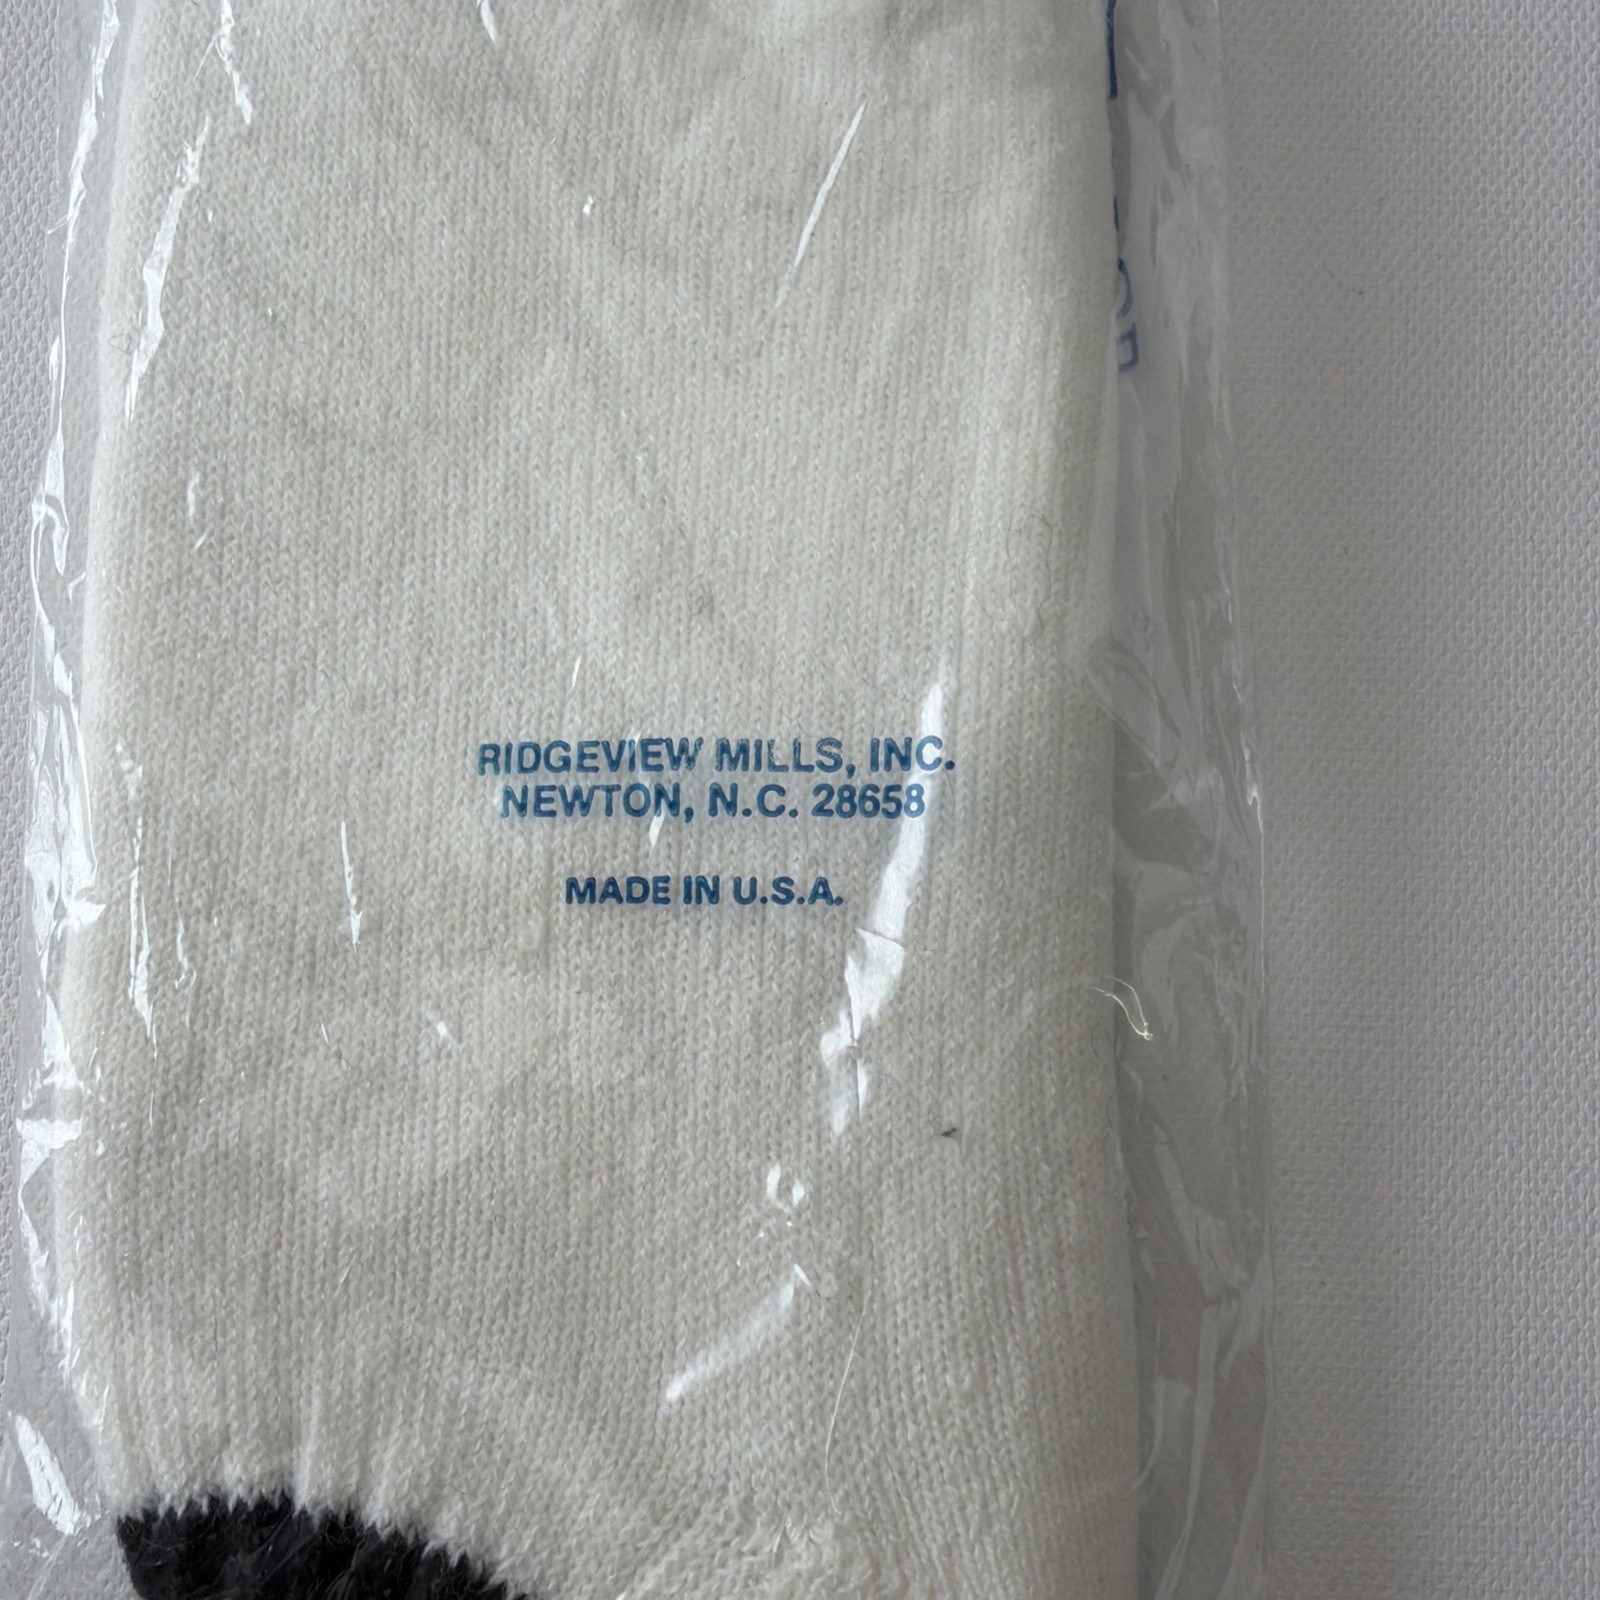 RIDGEVIEW MILLS, INC.
NEWTON, N.C. 28658
MADE IN U.S.A.